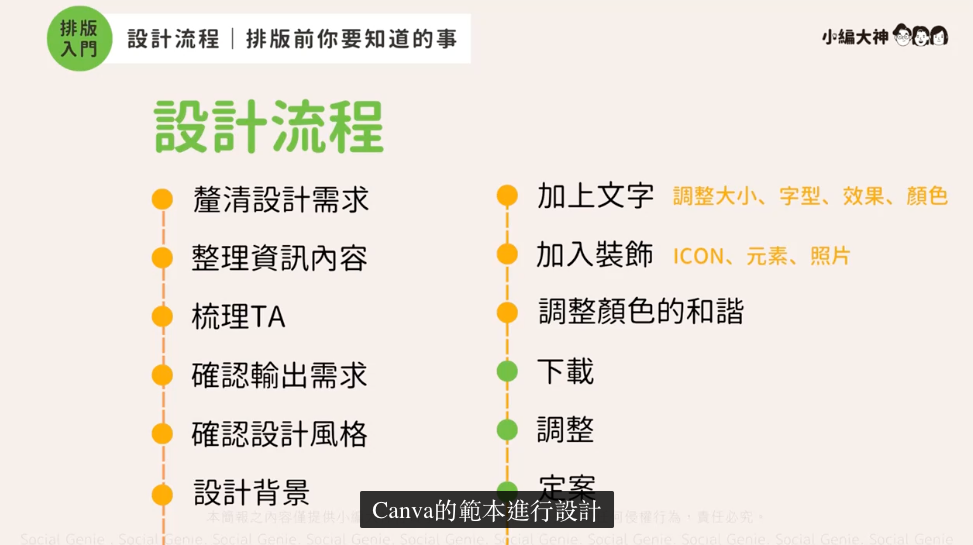 排版
入門
設計流程｜排版前你要知道的事
小編大神
設計流程
釐清設計需求
整理資訊內容
梳理TA
確認輸出需求
確認設計風格
設計背景
加上文字 調整大小、字型、效果、顏色
加入裝飾 ICON、元素、照片
調整顏色的和諧
下載
調整
定案
Canva的範本進行設計
本簡報之內容僅提供小 何侵權行為，責任必究。
Social Genie . Social Genie. Social Genie. Social Genie. Social Genie. Social Genie. Social Genie. Social Genie. Social Genie. Social Genie